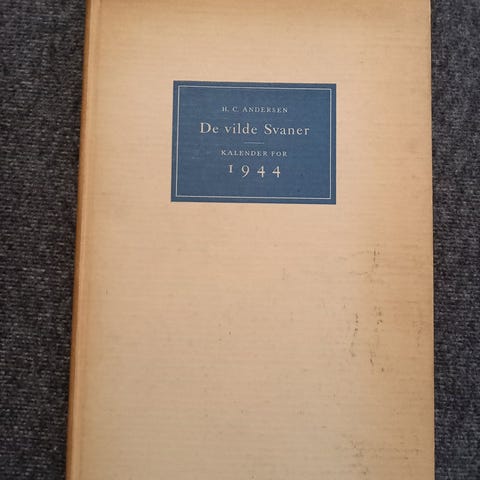 H. C. ANDERSEN
De vilde Svaner
KALENDER FOR
1944